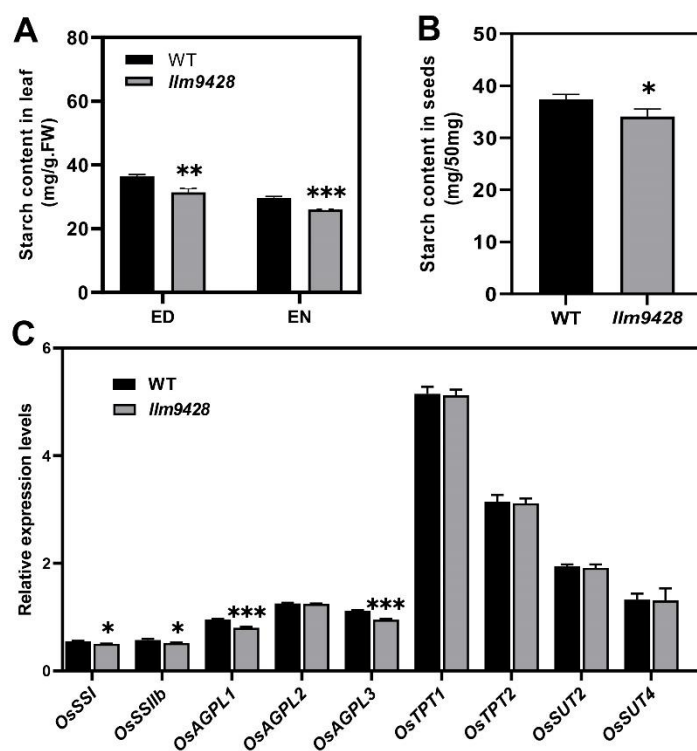 A
Starch content in leaf
(mg/g.FW)
80
60
40
20
0
WT
llm9428
**
***
ED
EN
B
Starch content in seeds
(mg/50mg)
50
40
30
20
10
0
*
WT
llm9428
C
Relative expression levels
6
4
2
0
WT
llm9428
*
*
***
***
OsSSI
OsSSIIb
OsAGPL1
OsAGPL2
OsAGPL3
OsTPT1
OsTPT2
OsSUT2
OsSUT4